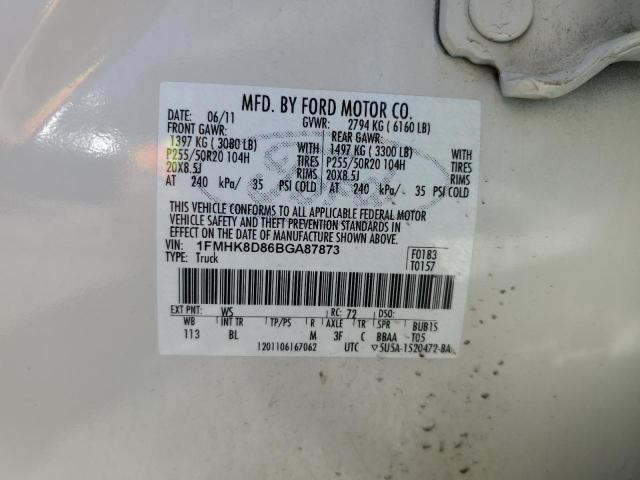 MFD. BY FORD MOTOR CO.
DATE: 06/11 GVWR: 2794 KG ( 6160 LB)
FRONT GAWR: REAR GAWR:
1397 KG ( 3080 LB) 1497 KG ( 3300 LB)
P255/50R20 104H TIRES P255/50R20 104H TIRES
20X8.5J RIMS 20X8.5J RIMS
AT 240 kPa/ 35 PSI COLD AT 240 kPa/ 35 PSI COLD
THIS VEHICLE CONFORMS TO ALL APPLICABLE FEDERAL MOTOR
VEHICLE SAFETY AND THEFT PREVENTION STANDARDS IN
EFFECT ON THE DATE OF MANUFACTURE SHOWN ABOVE.
VIN: 1FMHK8D86BGA87873 F0183
TYPE: Truck T0157
EXT PNT: WS RC: 72 DSO:
WB INT TR TP/PS R AXLE TR SPR BUB1S
113 BL M 3F C BBAA T05
1201106167062 UTC ▽5U5A-1520472-BA
Ford